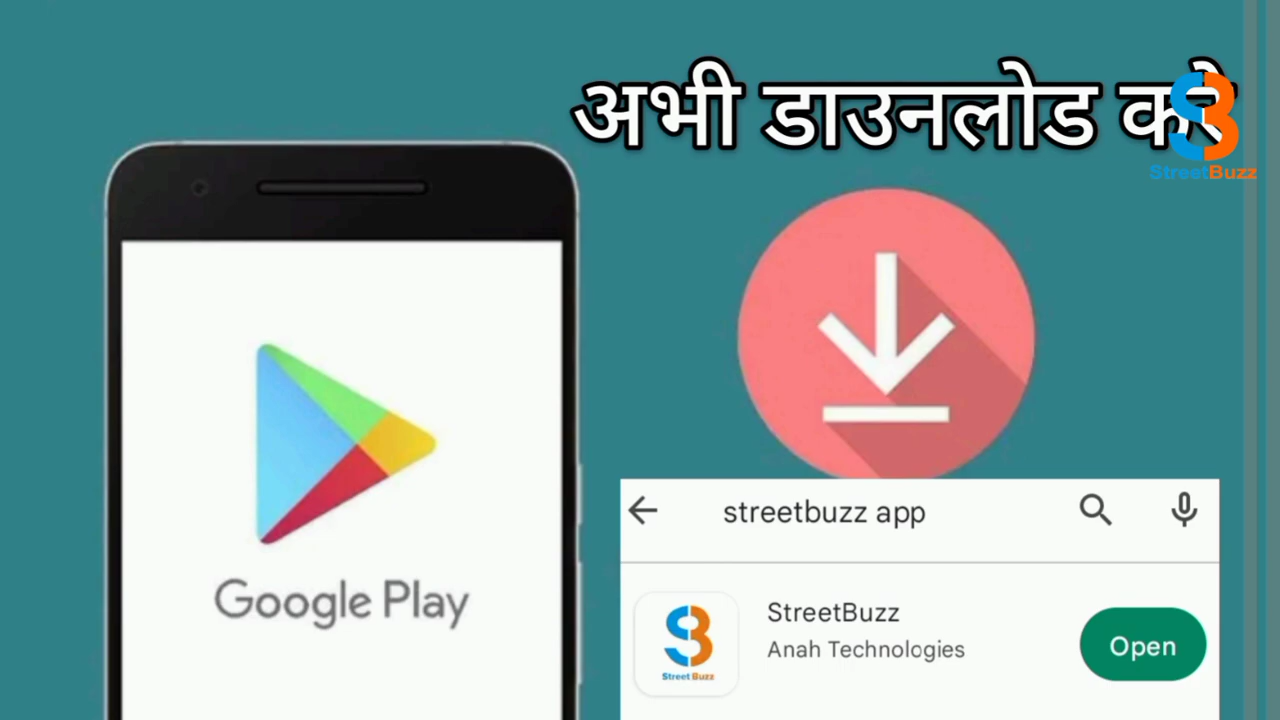 अभी डाउनलोड करे
StreetBuzz
Google Play
streetbuzz app
StreetBuzz
Anah Technologies
Open
Street Buzz